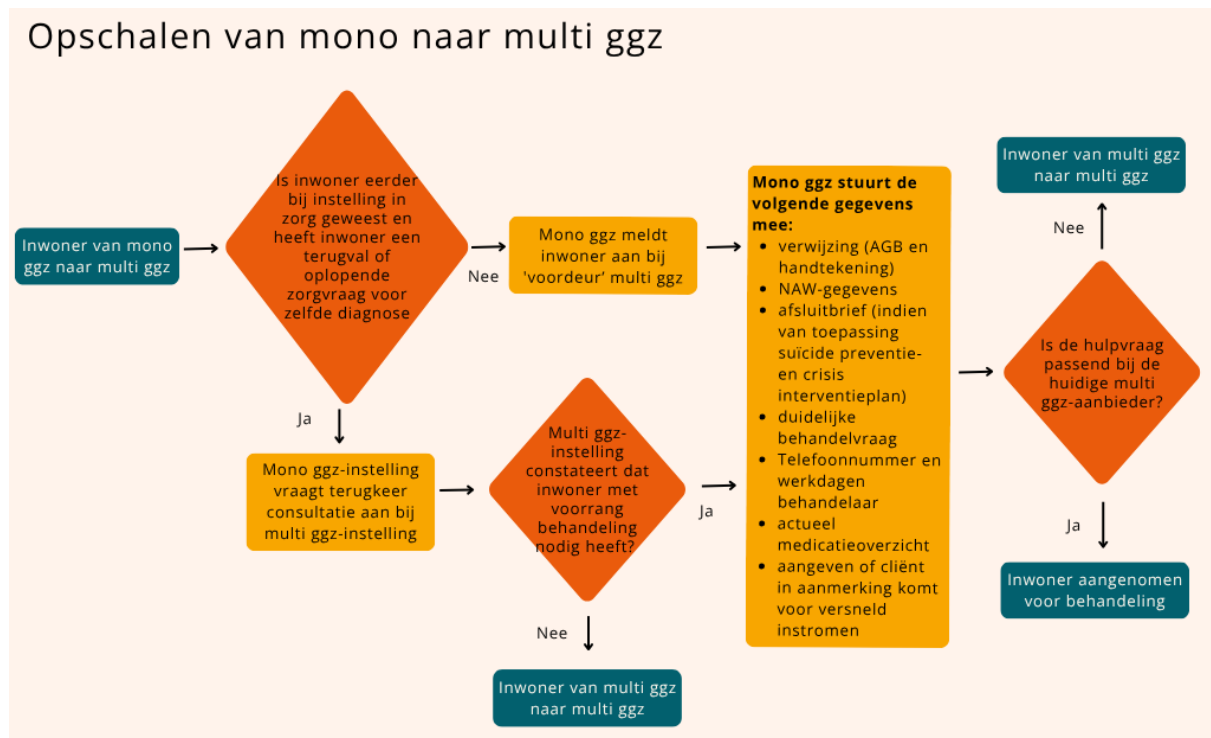 Opschalen van mono naar multi ggz
Inwoner van mono
ggz naar multi ggz
Is inwoner eerder
bij instelling in
zorg geweest en
heeft inwoner een
terugval of
oplopende
zorgvraag voor
zelfde diagnose
Nee
Mono ggz meldt
inwoner aan bij
'voordeur’ multi ggz
Ja
Mono ggz-instelling
vraagt terugkeer
consultatie aan bij
multi ggz-instelling
Multi ggz-
instelling
constateert dat
inwoner met
voorrang
behandeling
nodig heeft?
Ja
Nee
Inwoner van multi ggz
naar multi ggz
Mono ggz stuurt de
volgende gegevens
mee:
• verwijzing (AGB en
handtekening)
• NAW-gegevens
• afsluitbrief (indien
van toepassing
suïcide preventie-
en crisis
interventieplan)
• duidelijke
behandelvraag
• Telefoonnummer en
werkdagen
behandelaar
• actueel
medicatieoverzicht
• aangeven of cliënt
in aanmerking komt
voor versneld
instromen
Is de hulpvraag
passend bij de
huidige multi
ggz-aanbieder?
Nee
Inwoner van multi ggz
naar multi ggz
Ja
Inwoner aangenomen
voor behandeling